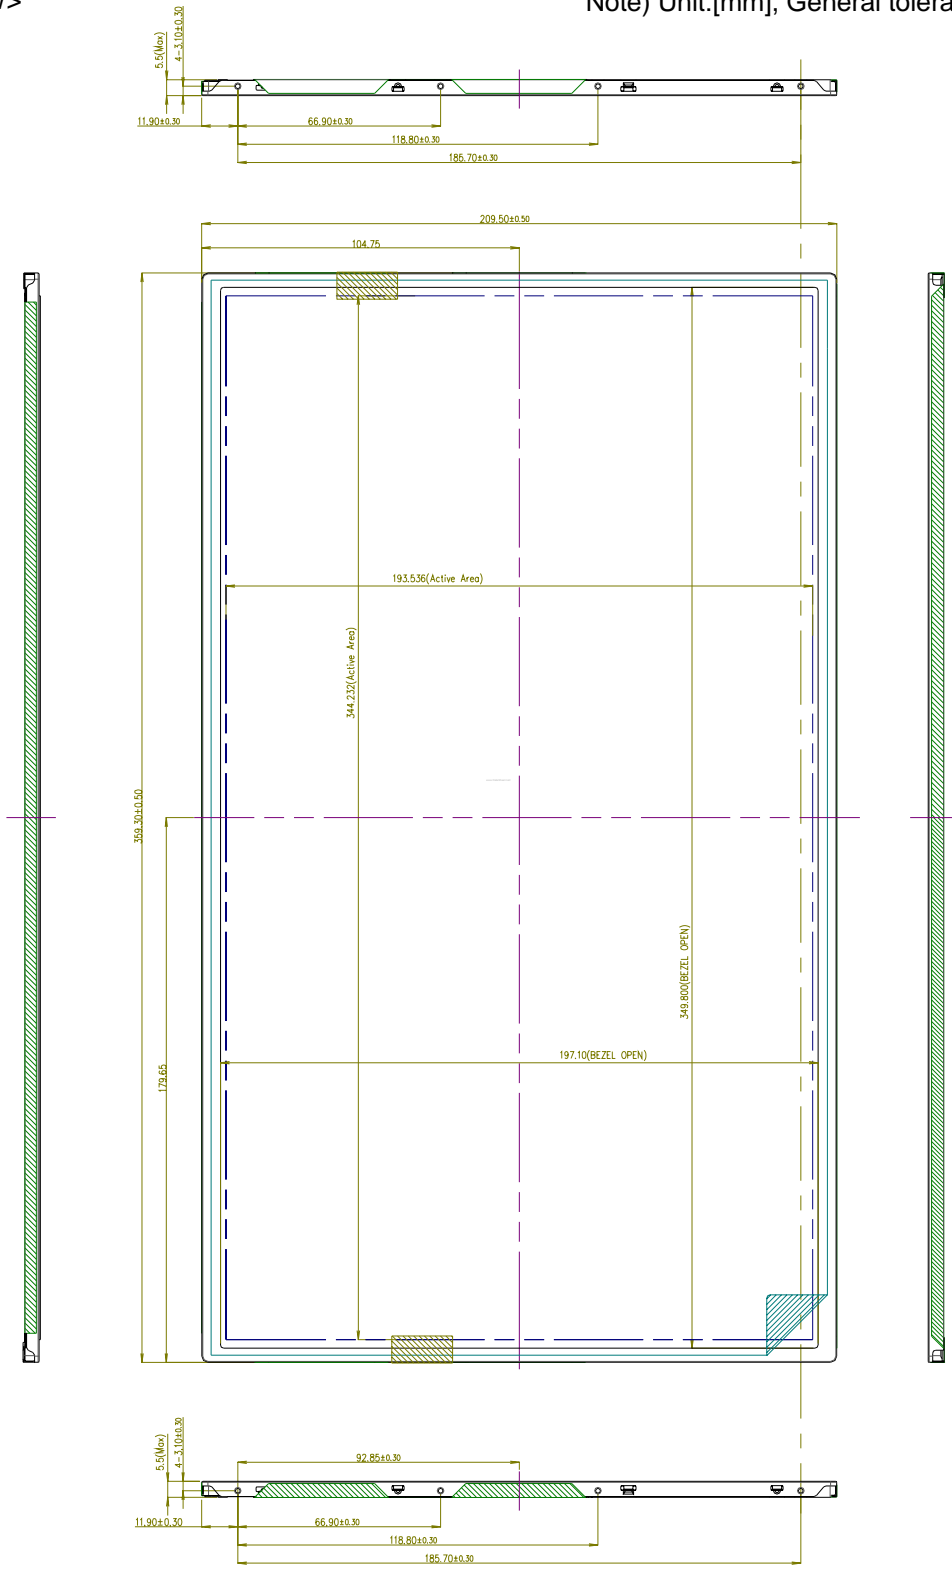 Note) Unit.[mm], General tolera
5.5(Max)
4-3.10±0.30
11.90±0.30
66.90±0.30
118.80±0.30
185.70±0.30
209.50±0.50
104.75
193.536(Active Area)
344.232(Active Area)
359.30±0.50
349.800(BEZEL OPEN)
197.10(BEZEL OPEN)
179.65
5.5(Max)
4-3.10±0.30
92.85±0.30
11.90±0.30
66.90±0.30
118.80±0.30
185.70±0.30